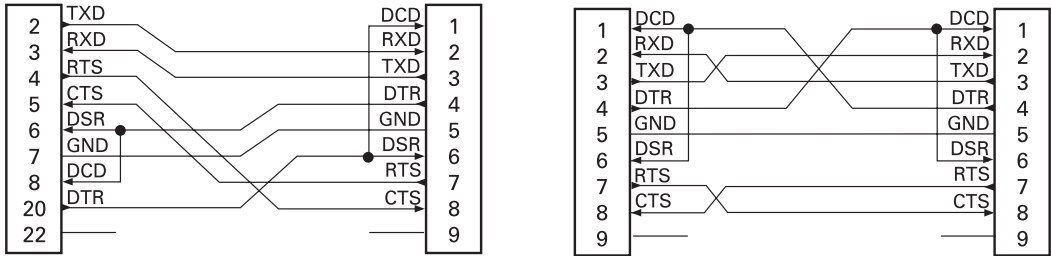 2 TXD DCD 1
3 RXD RXD 2
4 RTS TXD 3
5 CTS DTR 4
6 DSR GND 5
7 GND DSR 6
8 DCD RTS 7
20 DTR CTS 8
22 9
1 DCD DCD 1
2 RXD RXD 2
3 TXD TXD 3
4 DTR DTR 4
5 GND GND 5
6 DSR DSR 6
7 RTS RTS 7
8 CTS CTS 8
9 9